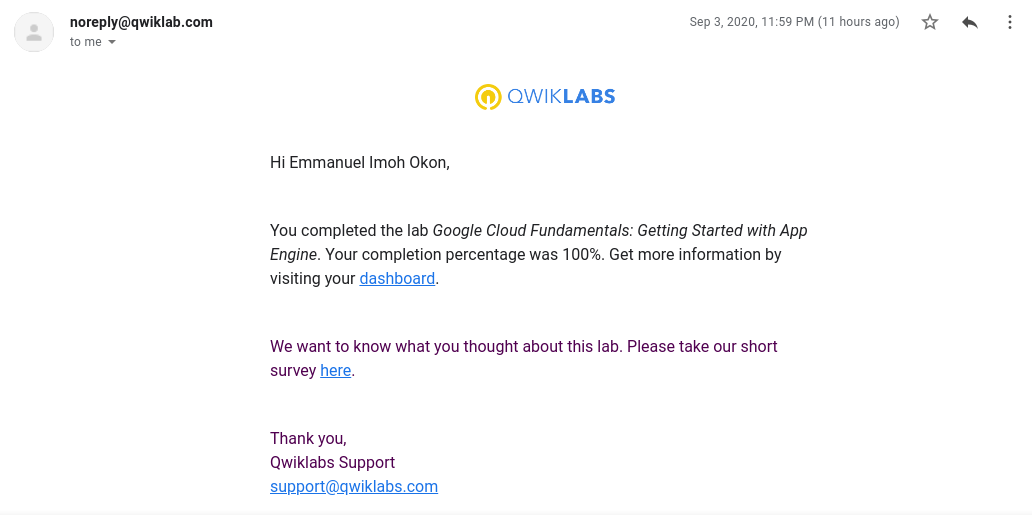 noreply@qwiklab.com
Sep 3, 2020, 11:59 PM (11 hours ago)
to me
QWIKLABS
Hi Emmanuel Imoh Okon,
You completed the lab Google Cloud Fundamentals: Getting Started with App
Engine. Your completion percentage was 100%. Get more information by
visiting your dashboard.
We want to know what you thought about this lab. Please take our short
survey here.
Thank you,
Qwiklabs Support
support@qwiklabs.com